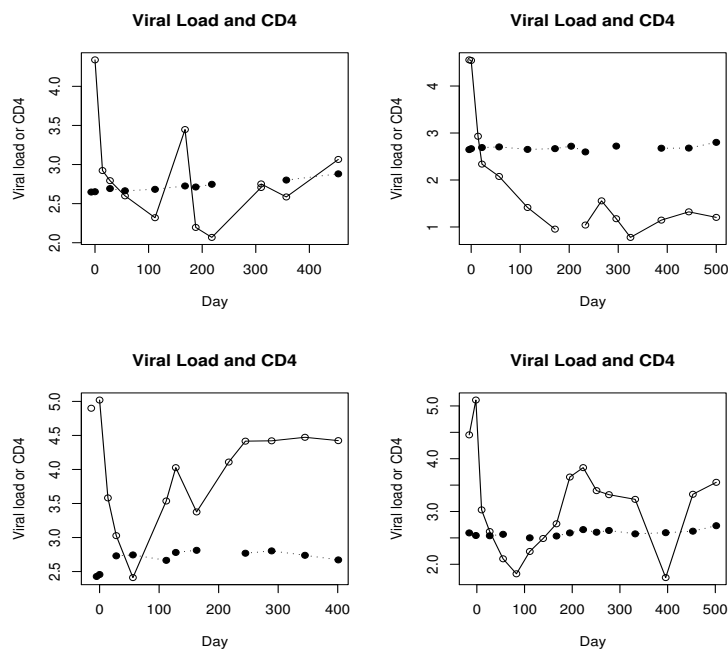 Viral Load and CD4
Viral load or CD4
4.0
3.5
3.0
2.5
2.0
0 100 200 300 400
Day
Viral Load and CD4
Viral load or CD4
4
3
2
1
0 100 200 300 400 500
Day
Viral Load and CD4
Viral load or CD4
5.0
4.5
4.0
3.5
3.0
2.5
0 100 200 300 400
Day
Viral Load and CD4
Viral load or CD4
5.0
4.0
3.0
2.0
0 100 200 300 400 500
Day